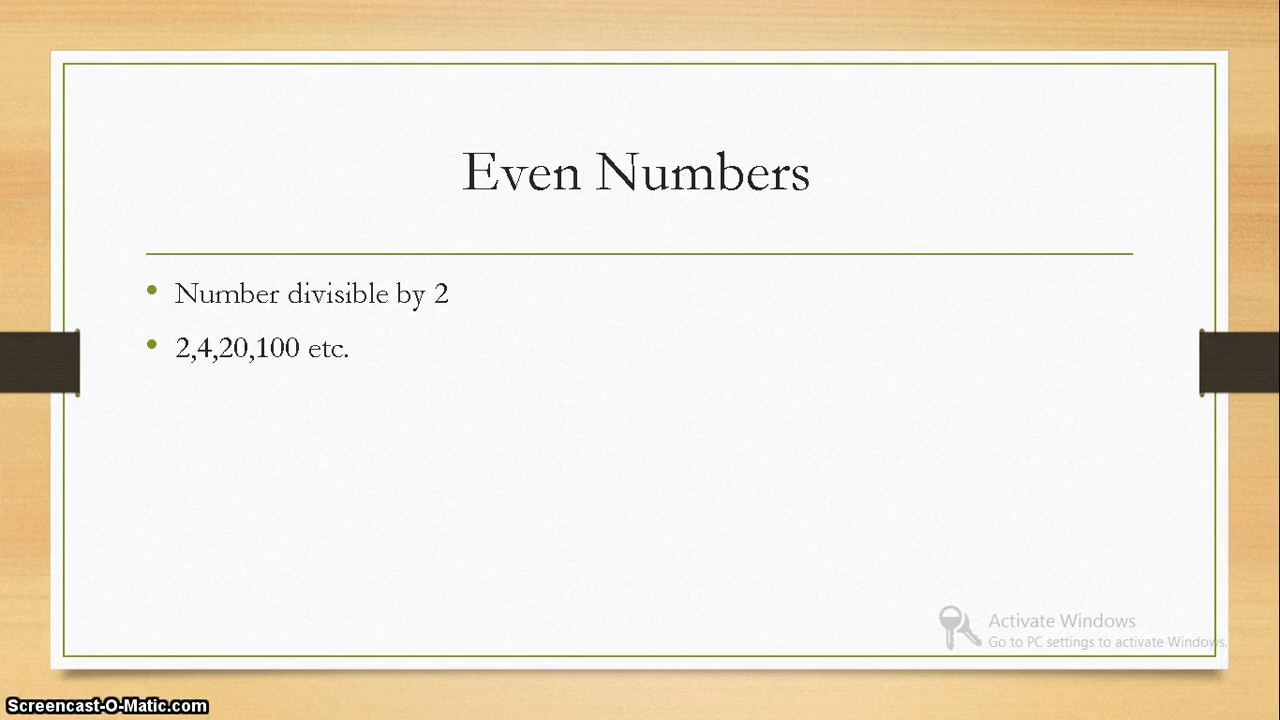 Even Numbers
• Number divisible by 2
• 2,4,20,100 etc.
Activate Windows
Go to PC settings to activate Windows.
Screencast-O-Matic.com